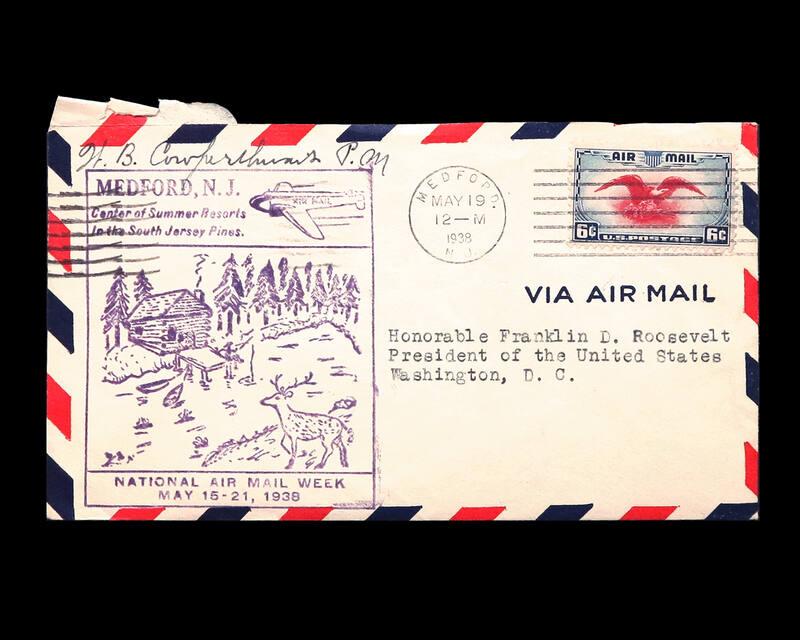 H. B. Cowperthwait P. M
MEDFORD, N. J.
Center of Summer Resorts
In the South Jersey Pines.
AIR MAIL
NATIONAL AIR MAIL WEEK
MAY 15-21, 1938
MEDFORD.
MAY 19
12—M
1938
N. J.
AIR MAIL
6¢ U.S. POSTAGE 6¢
VIA AIR MAIL
Honorable Franklin D. Roosevelt
President of the United States
Washington, D. C.